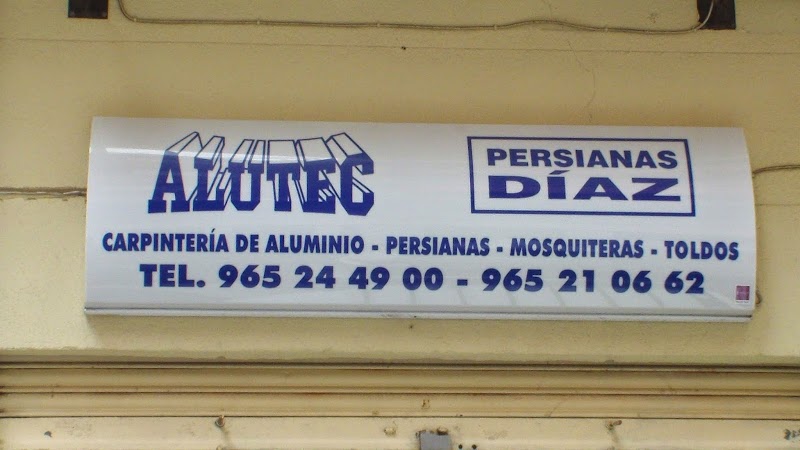 ALUTEC
PERSIANAS
DÍAZ
CARPINTERÍA DE ALUMINIO - PERSIANAS - MOSQUITERAS - TOLDOS
TEL. 965 24 49 00 - 965 21 06 62